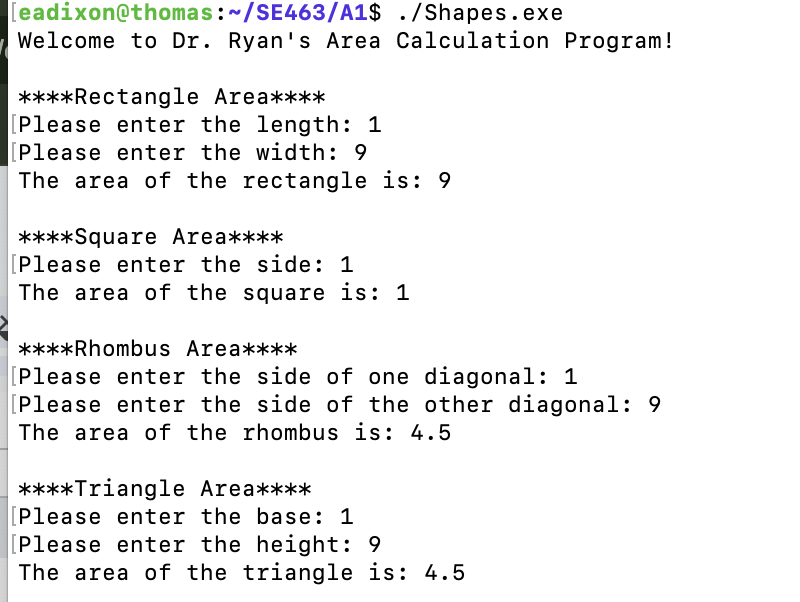 eadixon@thomas:~/SE463/A1$ ./Shapes.exe
Welcome to Dr. Ryan's Area Calculation Program!
****Rectangle Area****
Please enter the length: 1
Please enter the width: 9
The area of the rectangle is: 9
****Square Area****
Please enter the side: 1
The area of the square is: 1
****Rhombus Area****
Please enter the side of one diagonal: 1
Please enter the side of the other diagonal: 9
The area of the rhombus is: 4.5
****Triangle Area****
Please enter the base: 1
Please enter the height: 9
The area of the triangle is: 4.5